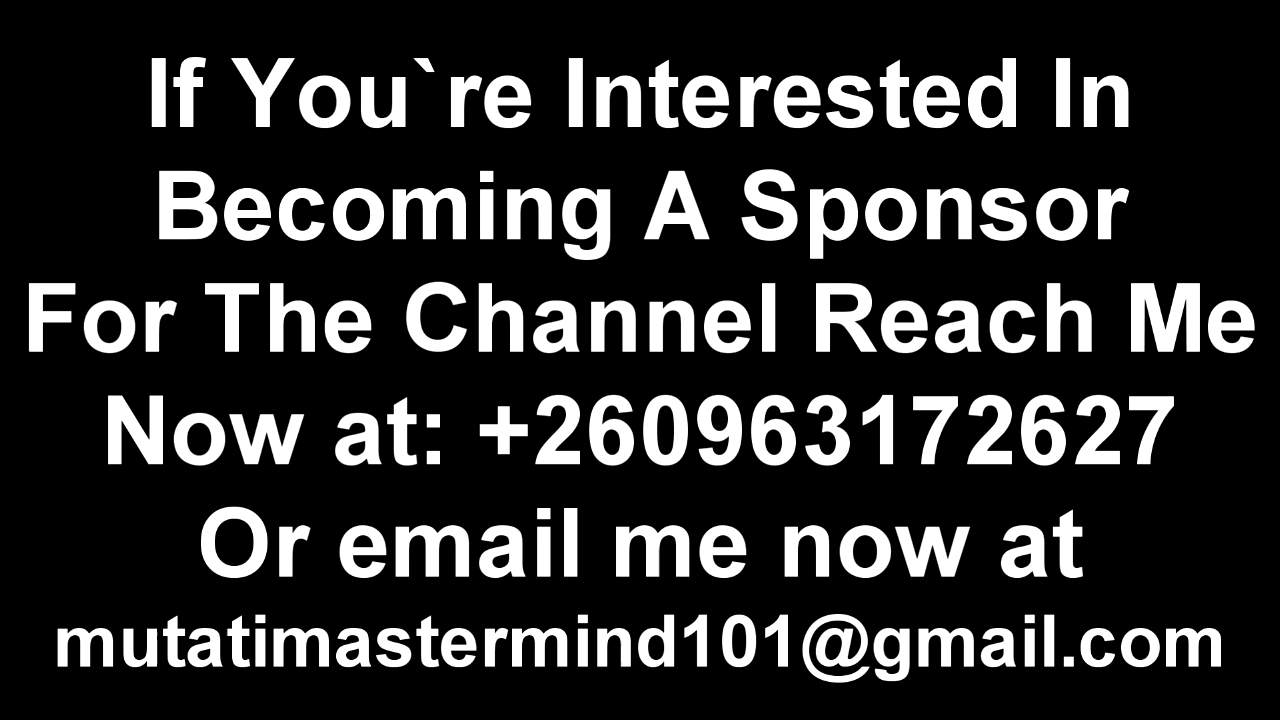 If You`re Interested In
Becoming A Sponsor
For The Channel Reach Me
Now at: +260963172627
Or email me now at
mutatimastermind101@gmail.com